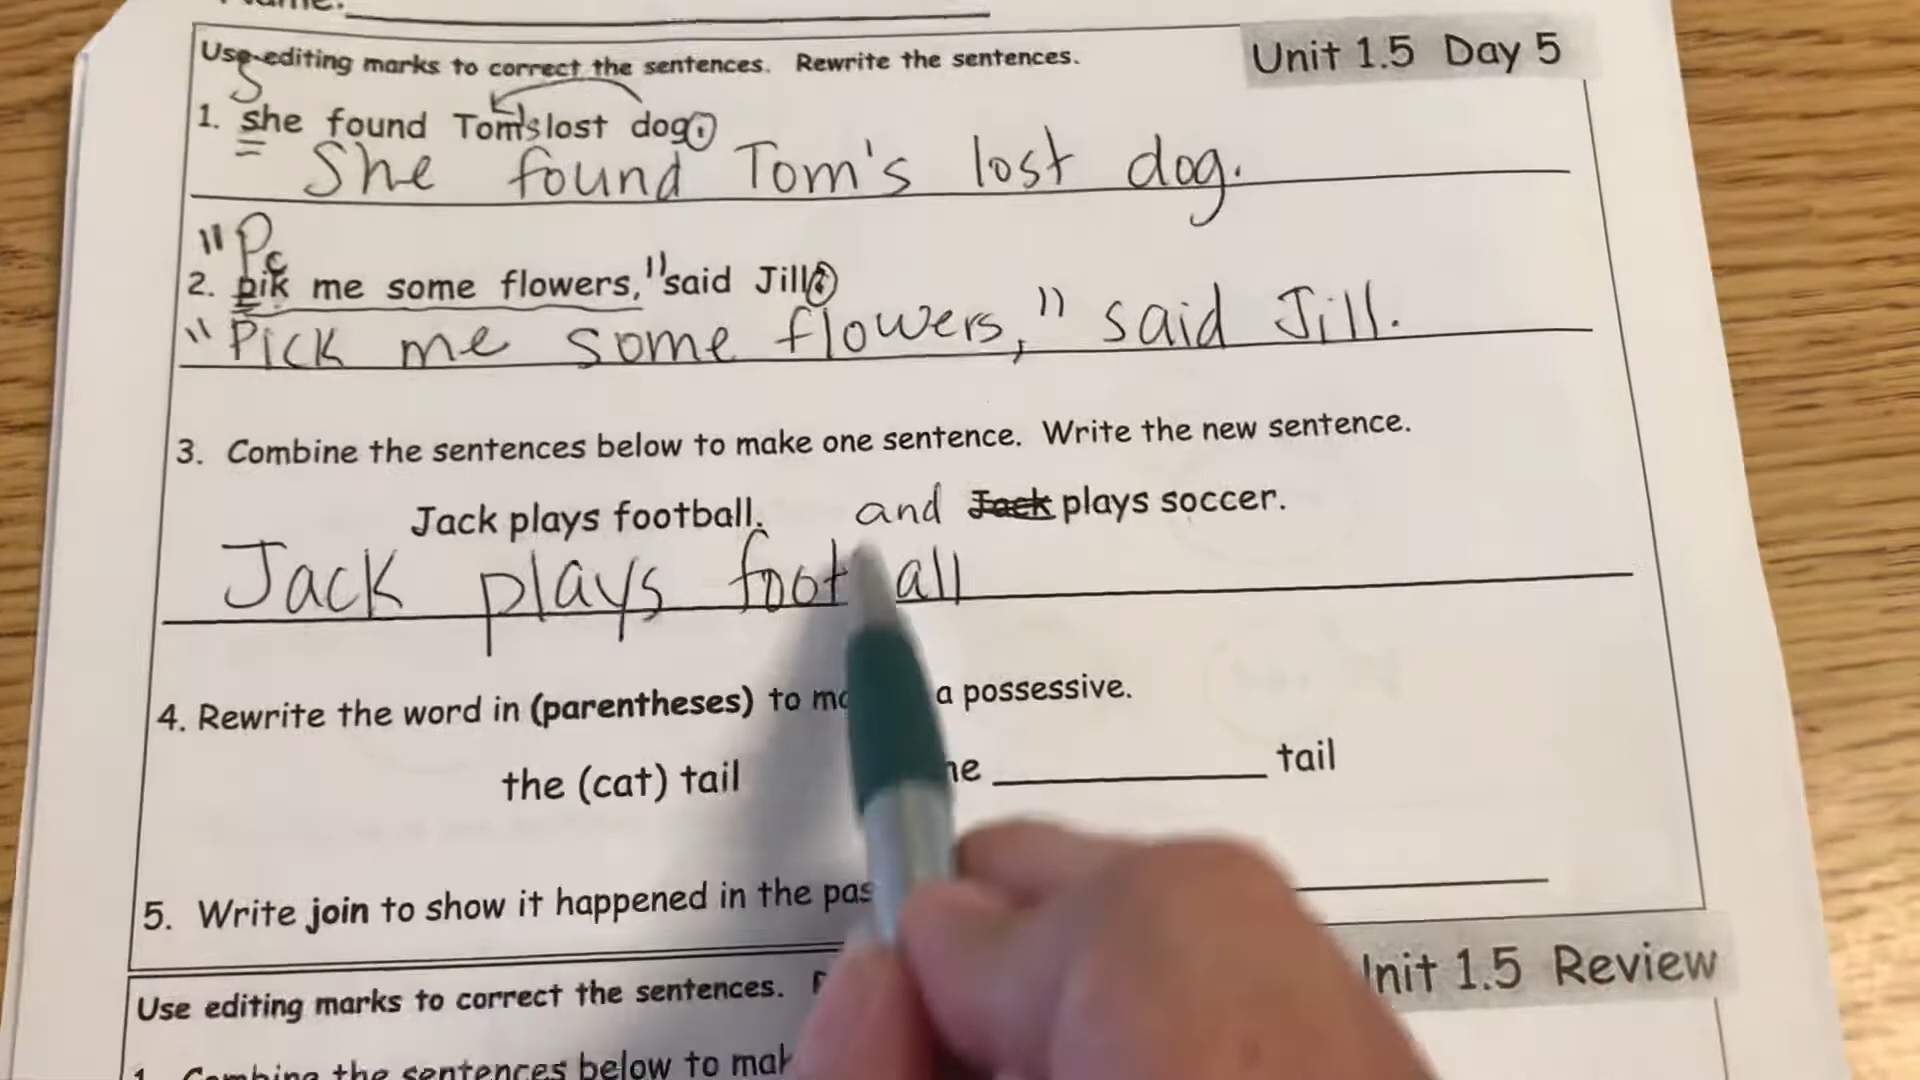 Use editing marks to correct the sentences. Rewrite the sentences.
Unit 1.5 Day 5
S
1. she found Tom's lost dog.
She found Tom's lost dog.
"P
c
2. pik me some flowers," said Jill.
"Pick me some flowers," said Jill.
3. Combine the sentences below to make one sentence. Write the new sentence.
Jack plays football. and Jack plays soccer.
Jack plays football
4. Rewrite the word in (parentheses) to a possessive.
the (cat) tail tail
5. Write join to show it happened in the
Use editing marks to correct the sentences.
Unit 1.5 Review
1. Combine the sentences below to